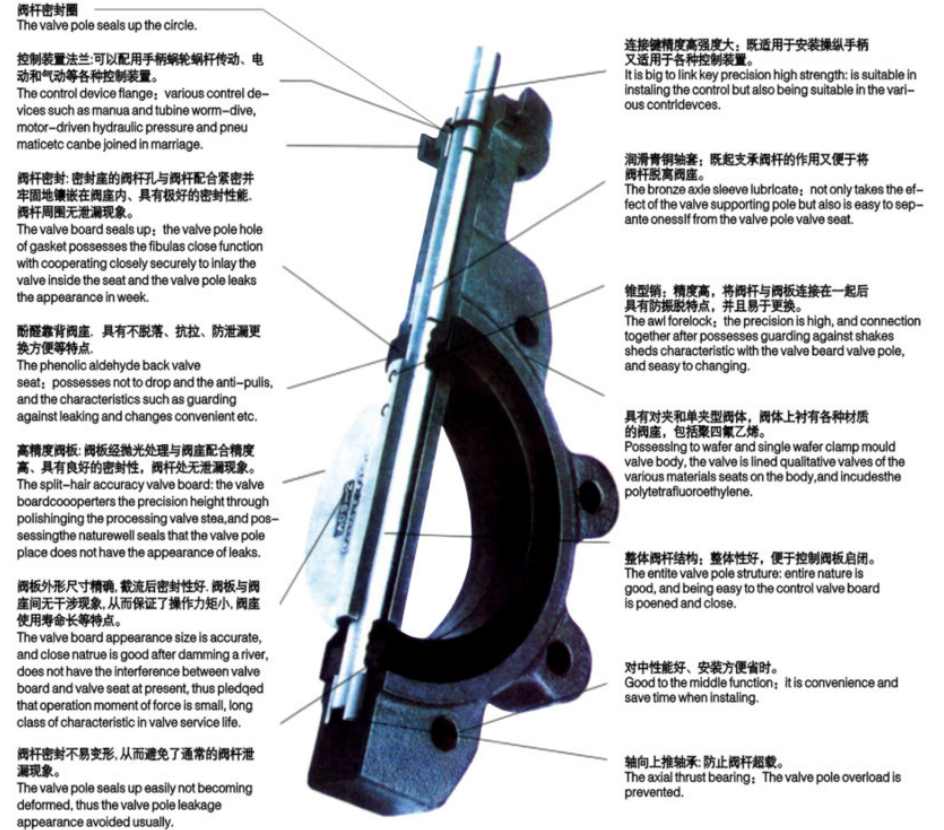 阀杆密封圈
The valve pole seals up the circle.
控制装置法兰:可以配用手柄蜗轮蜗杆传动、电
动和气动等各种控制装置。
The control device flange；various contrel de-
vices such as manua and tubine worm-dive,
motor-driven hydraulic pressure and pneu
maticetc canbe joined in marriage.
阀杆密封: 密封座的阀杆孔与阀杆配合紧密并
牢固地镶嵌在阀座内、具有极好的密封性能.
阀杆周围无泄漏现象。
The valve board seals up；the valve pole hole
of gasket possesses the fibulas close function
with cooperating closely securely to inlay the
valve inside the seat and the valve pole leaks
the appearance in week.
酚醛靠背阀座. 具有不脱落、抗拉、防泄漏更
换方便等特点.
The phenolic aldehyde back valve
seat；possesses not to drop and the anti-pulis,
and the characteristics such as guarding
against leaking and changes convenient etc.
高精度阀板: 阀板经抛光处理与阀座配合精度
高、具有良好的密封性，阀杆处无泄漏现象。
The split-hair accuracy valve board: the valve
boardcoooperters the precision height through
polishinging the processing valve stea,and pos-
sessingthe naturewell seals that the valve pole
place does not have the appearance of leaks.
阀板外形尺寸精确, 截流后密封性好. 阀板与阀
座间无干涉现象, 从而保证了操作力矩小, 阀座
使用寿命长等特点。
The valve board appearance size is accurate,
and close natrue is good after damming a river,
does not have the interference between valve
board and valve seat at present, thus pledqed
that operation moment of force is small, long
class of characteristic in valve service life.
阀杆密封不易变形, 从而避免了通常的阀杆泄
漏现象。
The valve pole seals up easily not becoming
deformed, thus the valve pole leakage
appearance avoided usually.
连接键精度高强度大；既适用于安装操纵手柄
又适用于各种控制装置。
It is big to link key precision high strength: is suitable in
instaling the control but also being suitable in the vari-
ous contrldevces.
润滑青铜轴套；既起支承阀杆的作用又便于将
阀杆脱离阀座。
The bronze axle sleeve lubrlcate；not only takes the ef-
fect of the valve supporting pole but also is easy to sep-
ante onesslf from the valve pole valve seat.
锥型销；精度高，将阀杆与阀板连接在一起后
具有防振脱特点，并且易于更换。
The awl forelock；the precision is high, and connection
together after possesses guarding against shakes
sheds characteristic with the valve beard valve pole,
and seasy to changing.
具有对夹和单夹型阀体，阀体上衬有各种材质
的阀座，包括聚四氟乙烯。
Possesslng to wafer and single wafer clamp mould
valve body, the valve is lined qualitative valves of the
various materials seats on the body,and incudesthe
polytetrafluoroethylene.
整体阀杆结构；整体性好，便于控制阀板启闭。
The entite valve pole struture: entire nature is
good, and being easy to the control valve board
is poened and close.
对中性能好、安装方便省时。
Good to the middle function；it is convenience and
save time when instaling.
轴向上推轴承: 防止阀杆超载。
The axial thrust bearing；The valve pole overload is
prevented.